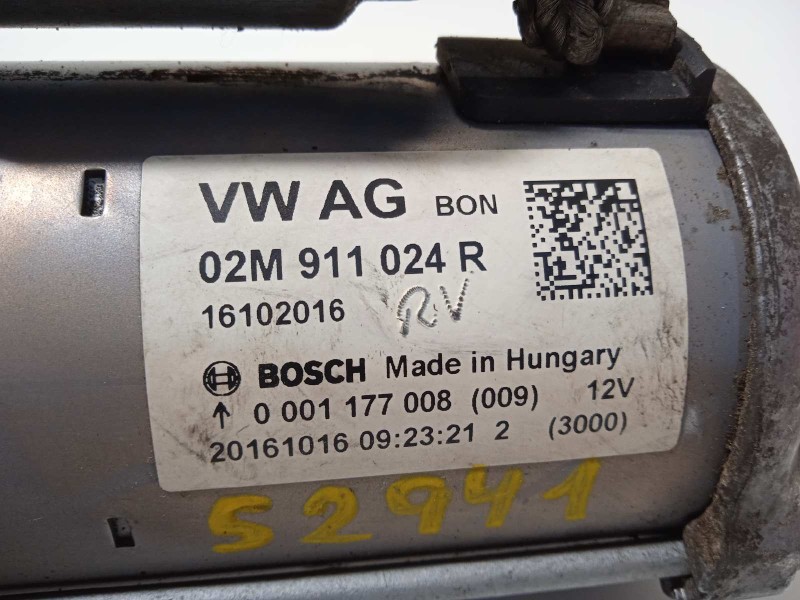 VW AG BON
02M 911 024 R
16102016
RV
BOSCH Made in Hungary
↑ 0 001 177 008 (009) 12V
20161016 09:23:21 2 (3000)
52941